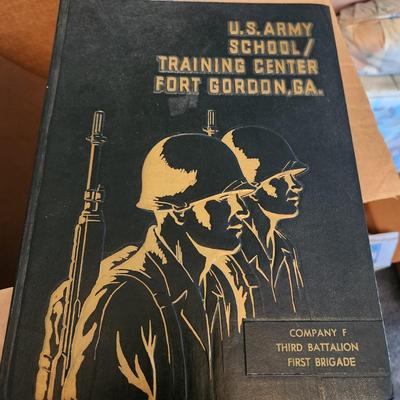 U.S. ARMY
SCHOOL/
TRAINING CENTER
FORT GORDON, GA.
COMPANY F
THIRD BATTALION
FIRST BRIGADE